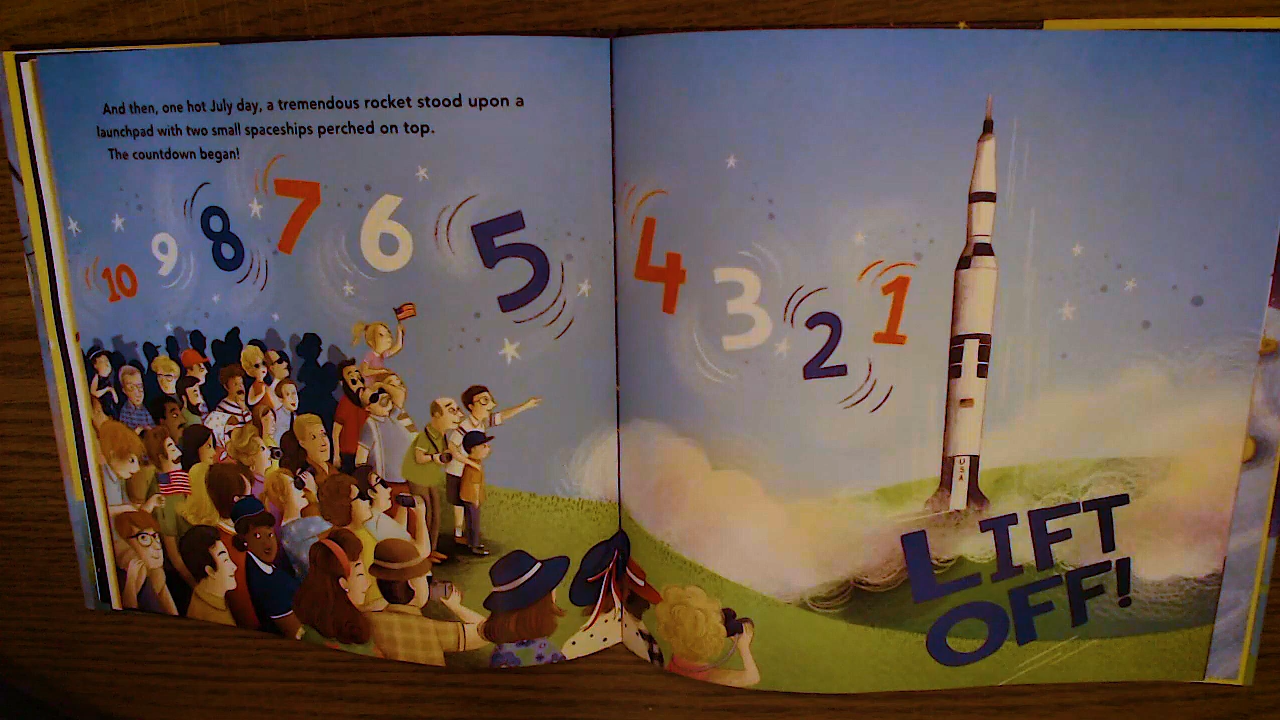 And then, one hot July day, a tremendous rocket stood upon a
launchpad with two small spaceships perched on top.
The countdown began!
10 9 8 7 6 5 4 3 2 1
USA
LIFT
OFF!